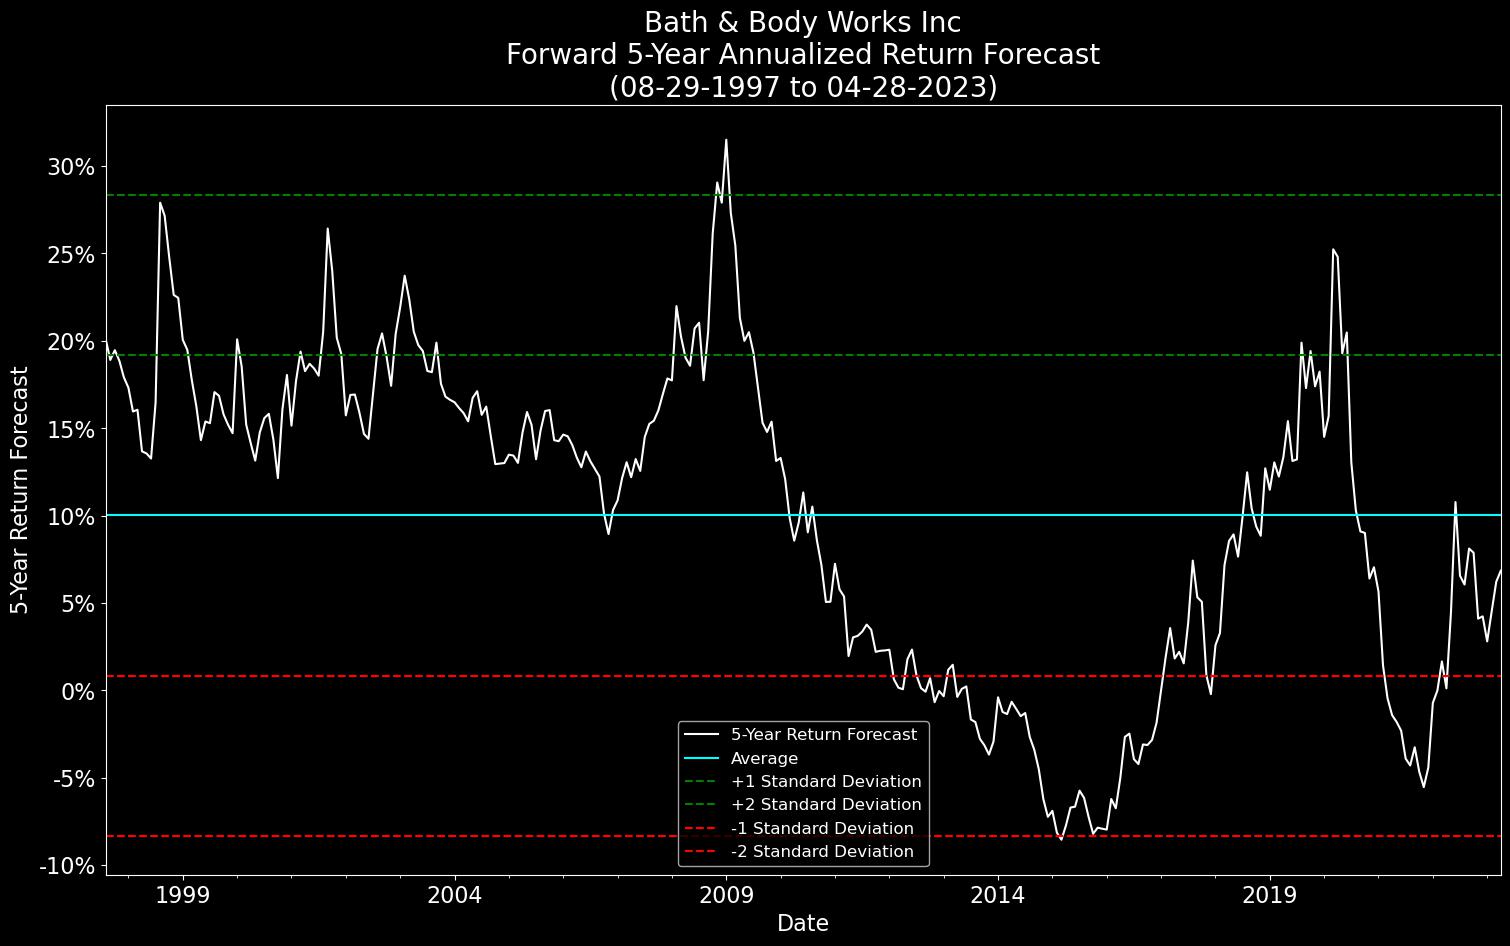 Bath & Body Works Inc
Forward 5-Year Annualized Return Forecast
(08-29-1997 to 04-28-2023)
5-Year Return Forecast
30%
25%
20%
15%
10%
5%
0%
-5%
-10%
5-Year Return Forecast
Average
+1 Standard Deviation
+2 Standard Deviation
-1 Standard Deviation
-2 Standard Deviation
1999 2004 2009 2014 2019
Date